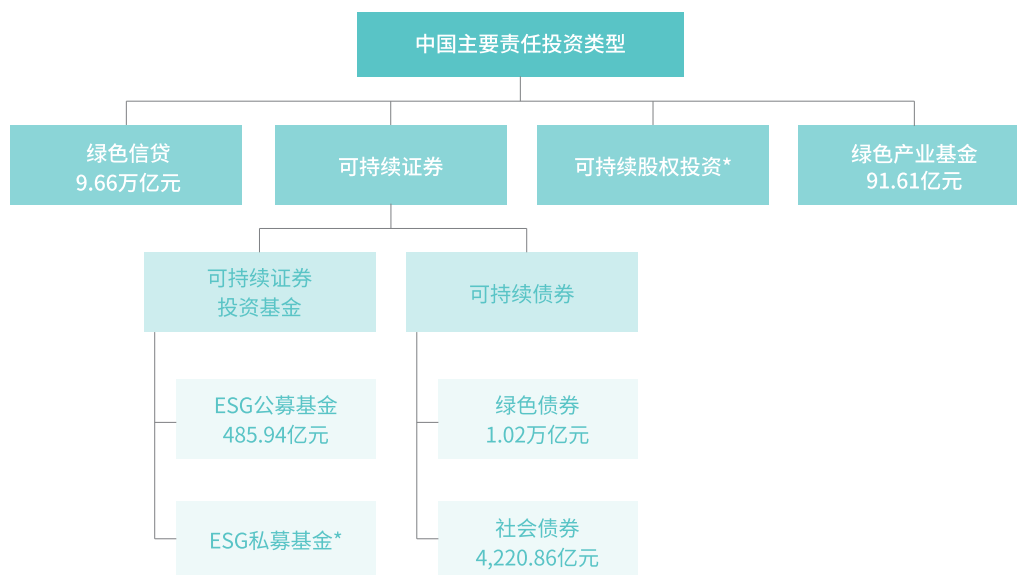 中国主要责任投资类型
绿色信贷
9.66万亿元
可持续证券
可持续股权投资*
绿色产业基金
91.61亿元
可持续证券
投资基金
可持续债券
ESG公募基金
485.94亿元
绿色债券
1.02万亿元
ESG私募基金*
社会债券
4,220.86亿元